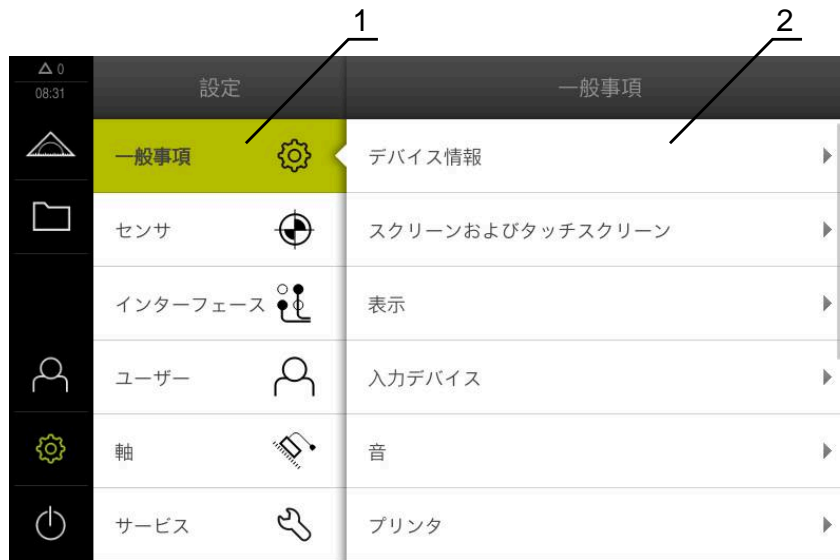 1
2
0
08:31
設定
一般事項
一般事項
センサ
インターフェース
ユーザー
軸
サービス
デバイス情報
スクリーンおよびタッチスクリーン
表示
入力デバイス
音
プリンタ